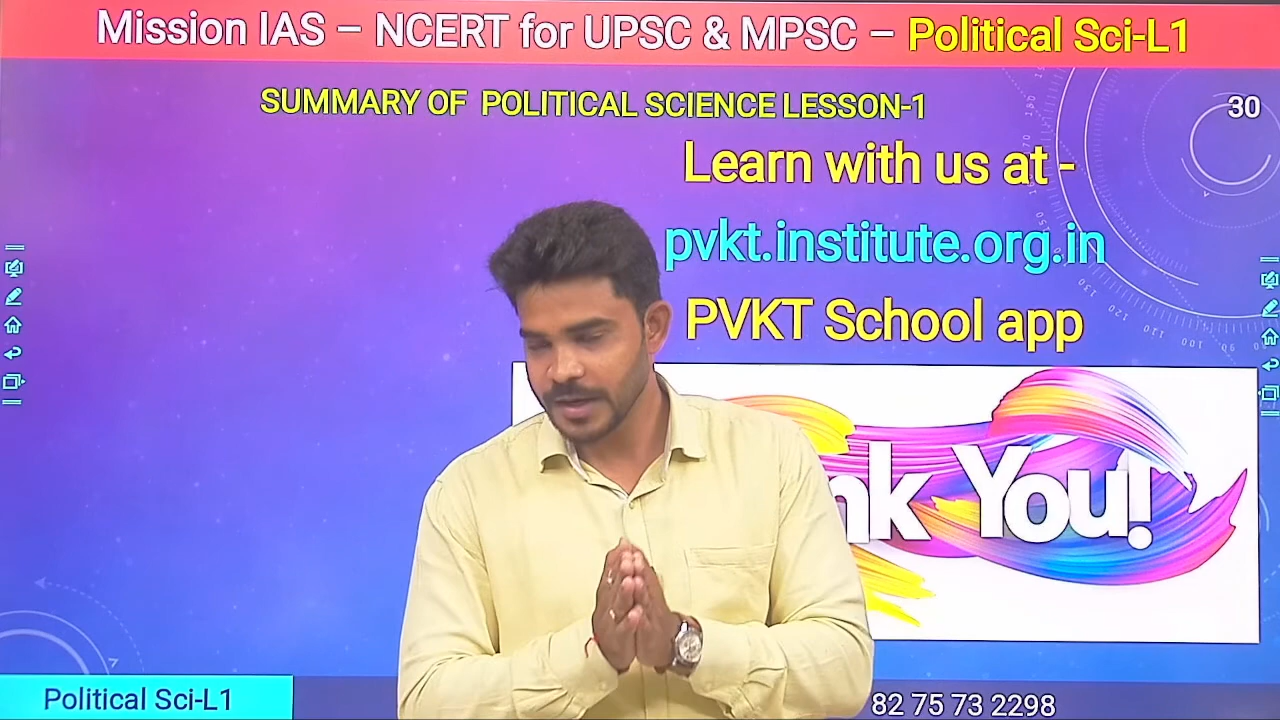 Mission IAS – NCERT for UPSC & MPSC – Political Sci-L1
SUMMARY OF POLITICAL SCIENCE LESSON-1
30
Learn with us at -
pvkt.institute.org.in
PVKT School app
nk You!
Political Sci-L1
82 75 73 2298